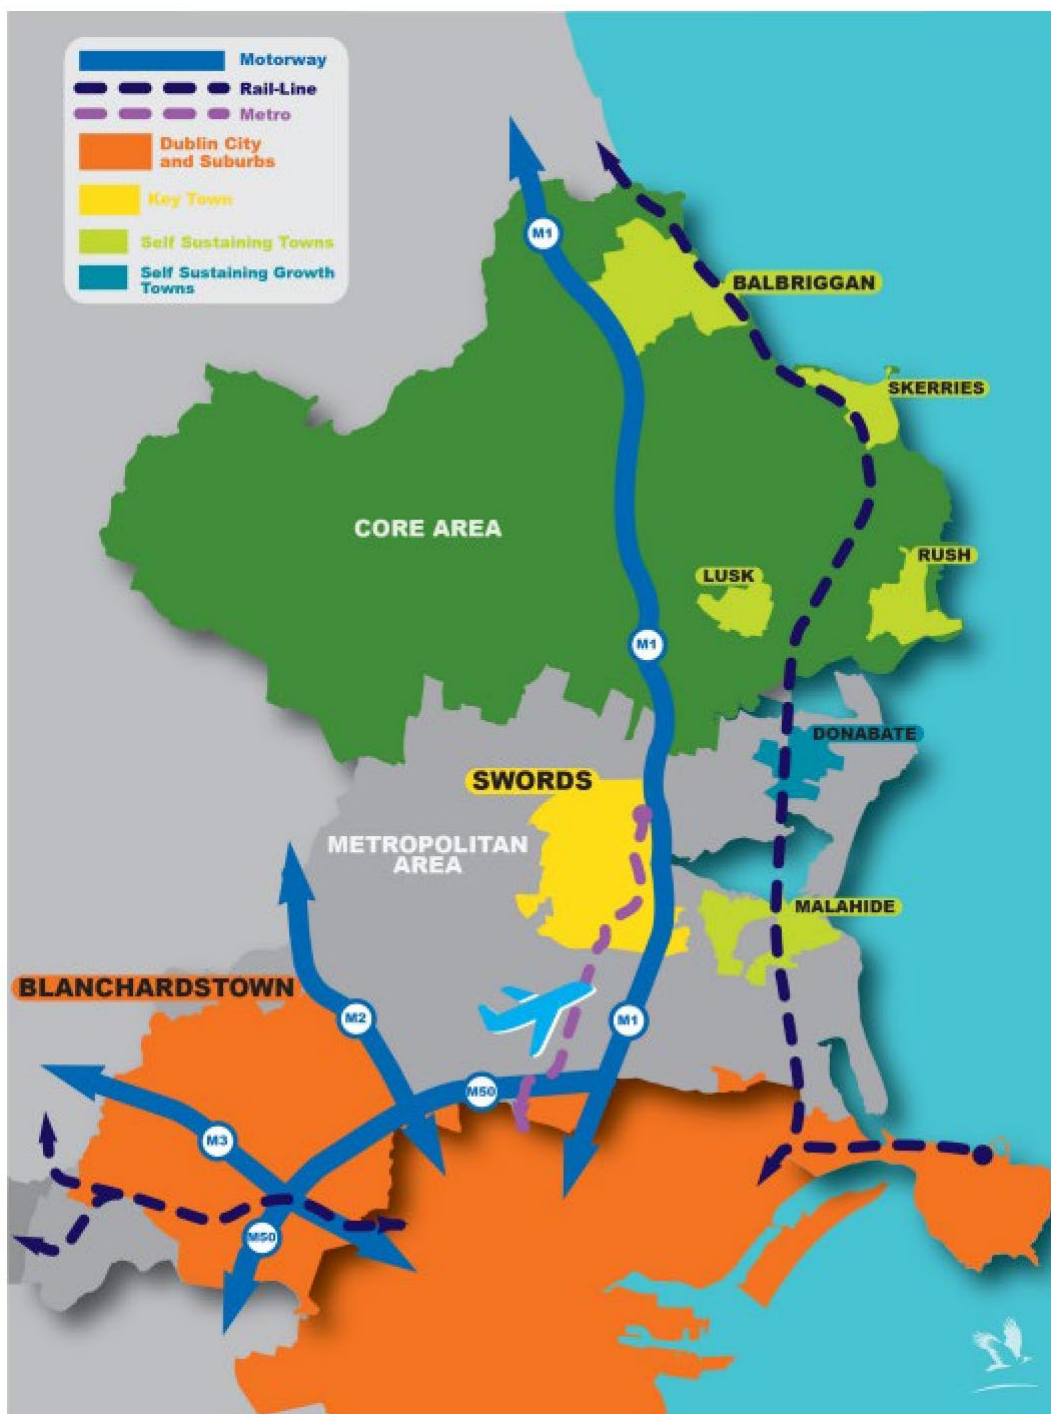 Motorway
Rail-Line
Metro
Dublin City
and Suburbs
Key Town
Self Sustaining Towns
Self Sustaining Growth
Towns
M1
BALBRIGGAN
SKERRIES
CORE AREA
RUSH
LUSK
M1
DONABATE
SWORDS
METROPOLITAN
AREA
MALAHIDE
BLANCHARDSTOWN
M2
M1
M50
M3
M50